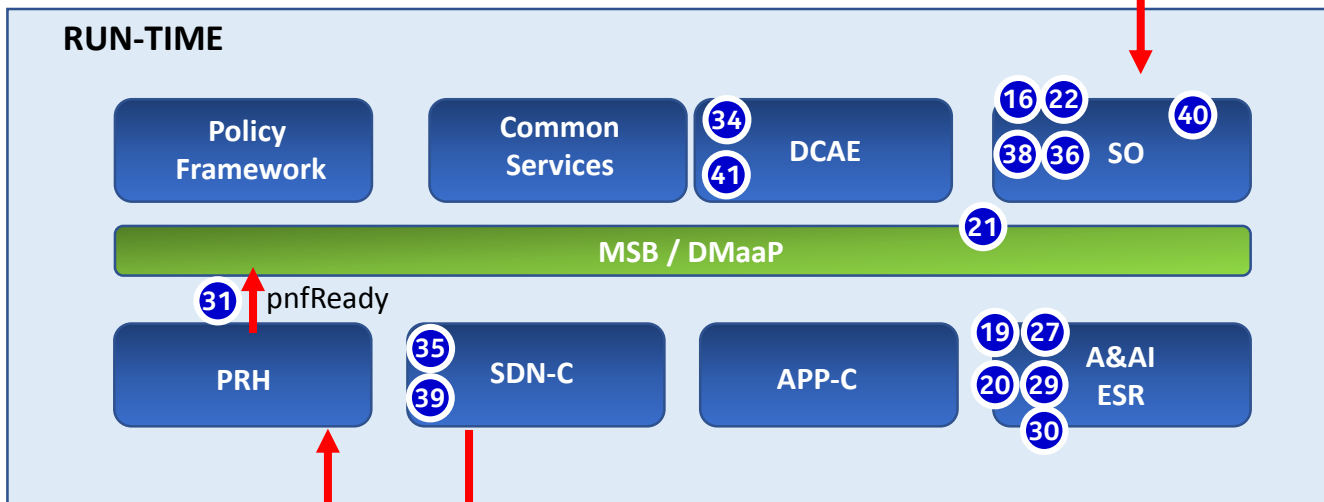 RUN-TIME
Policy
Framework
Common
Services
34
41
DCAE
16 22
40
38 36
SO
21
MSB / DMaaP
31
pnfReady
PRH
35
39
SDN-C
APP-C
19 27
20 29
30
A&AI
ESR